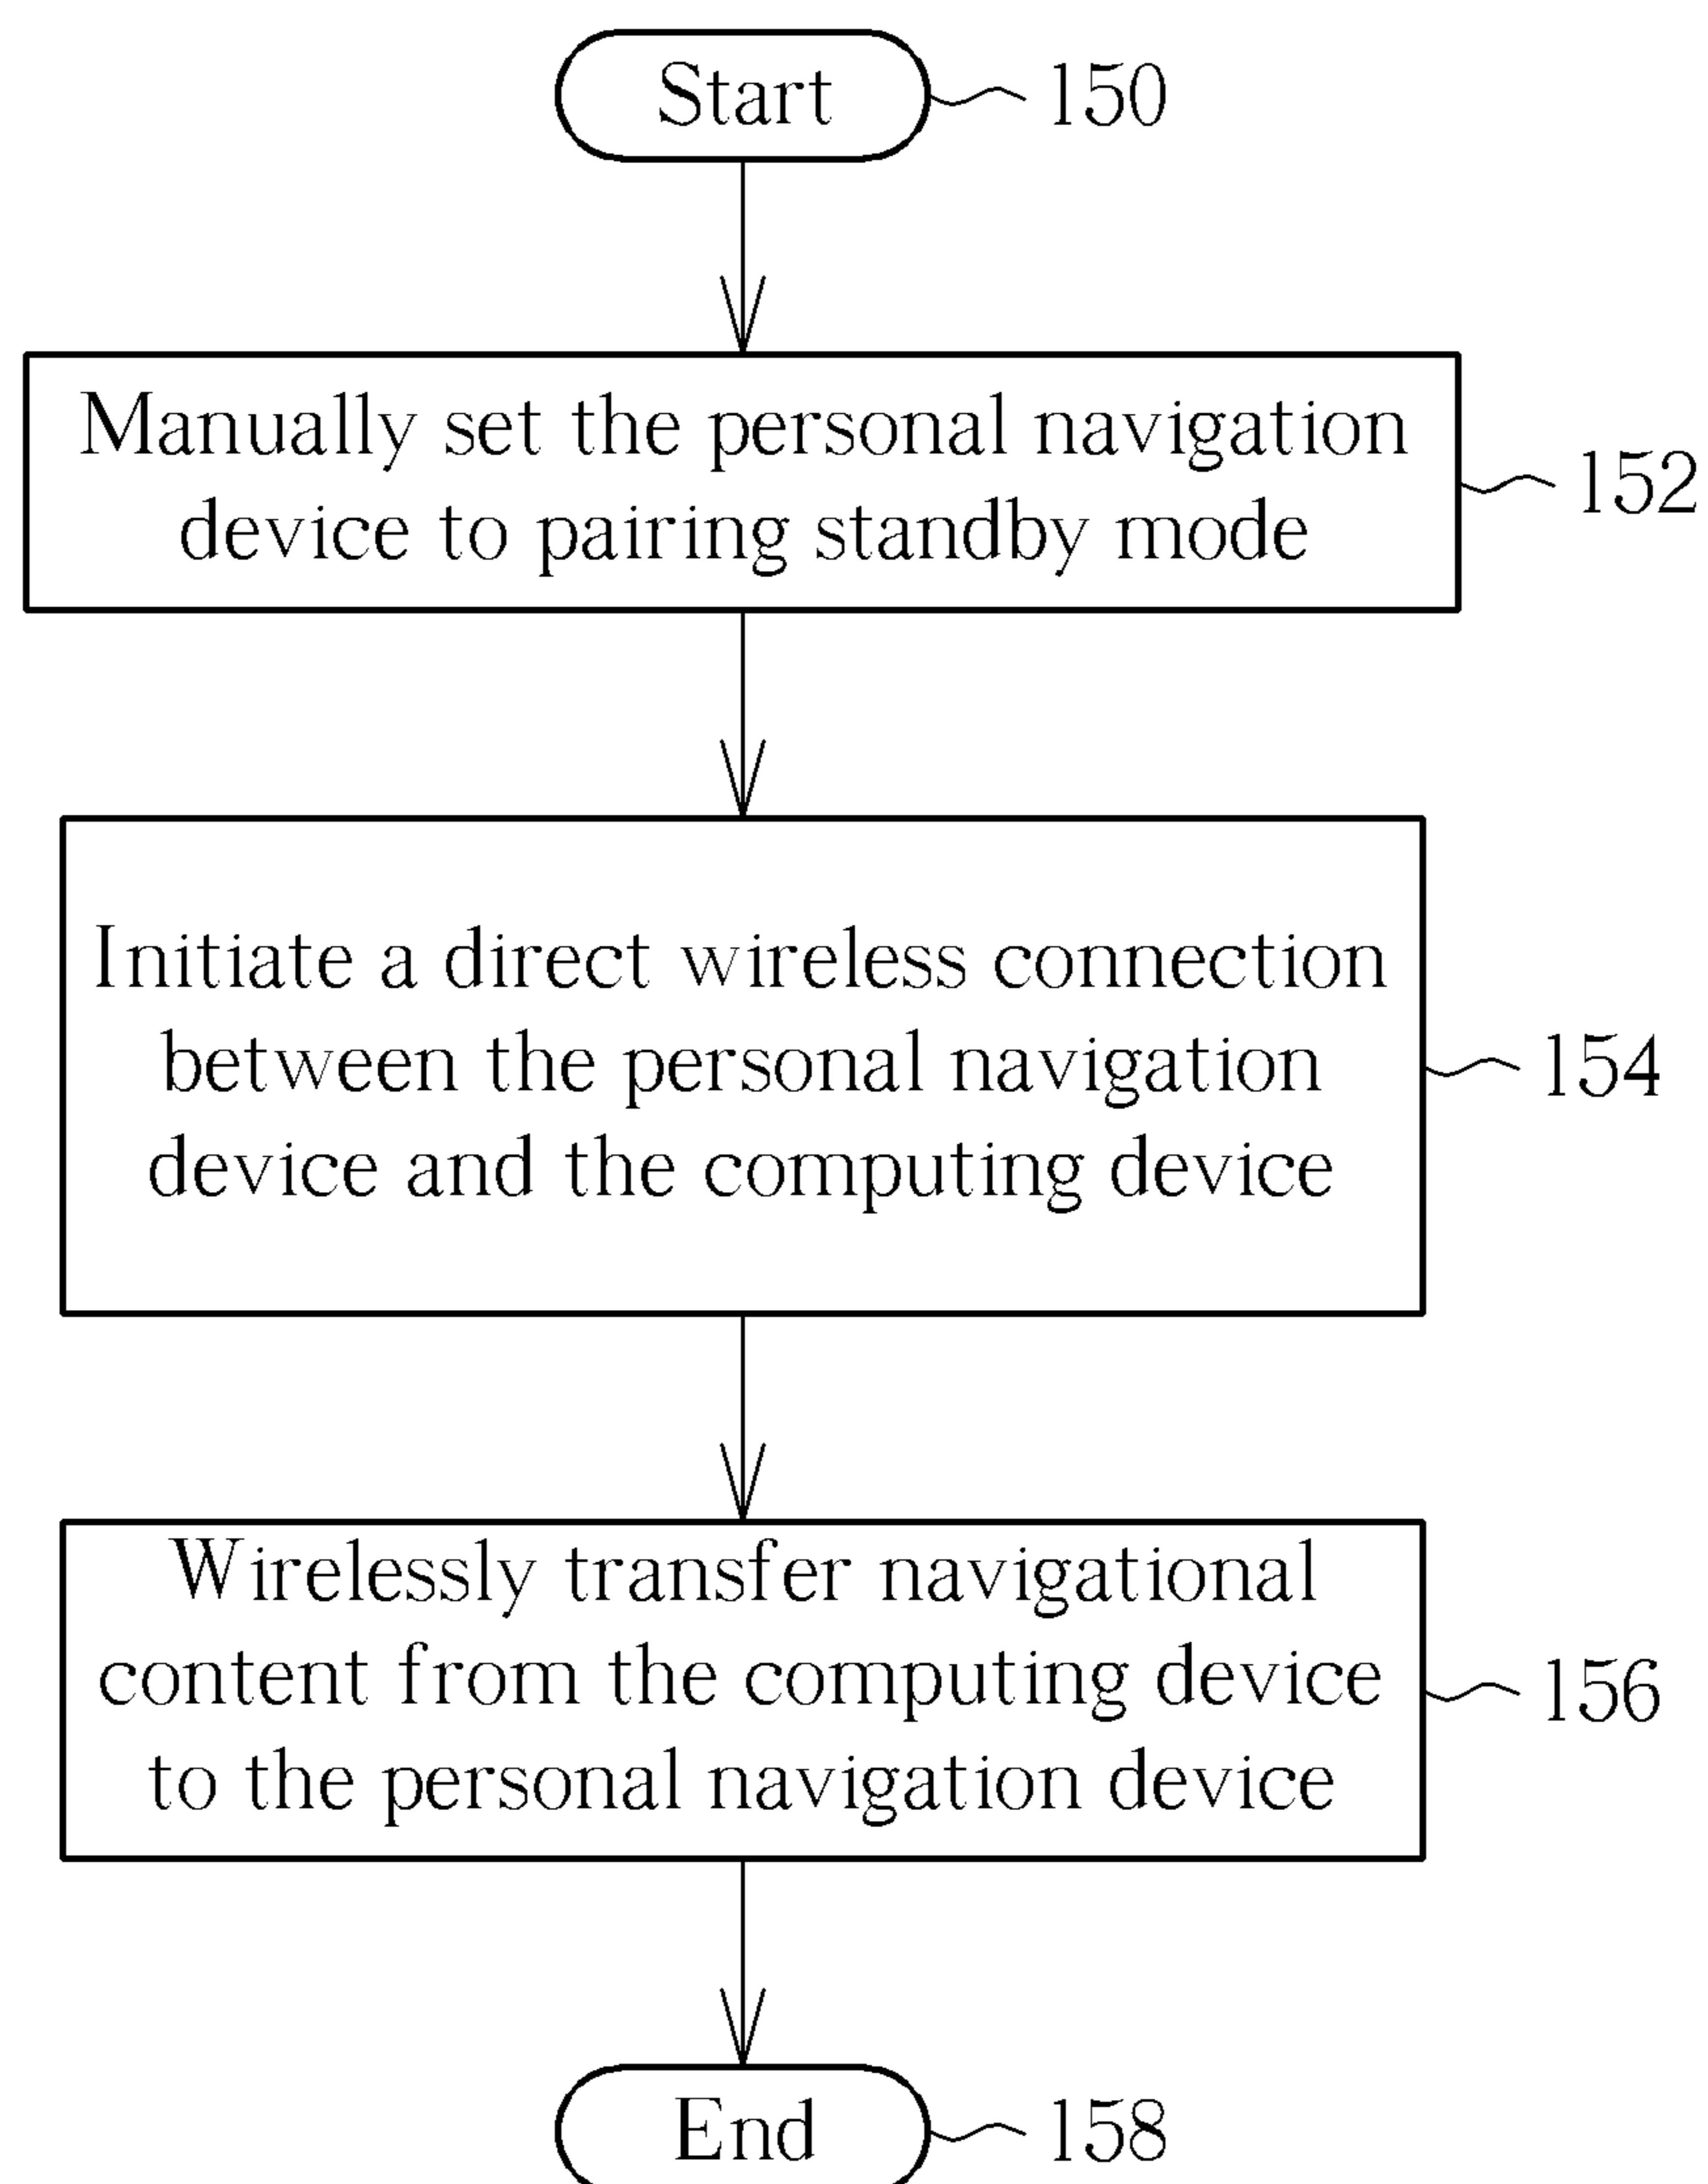 Start
150
Manually set the personal navigation
device to pairing standby mode
152
Initiate a direct wireless connection
between the personal navigation
device and the computing device
154
Wirelessly transfer navigational
content from the computing device
to the personal navigation device
156
End
158